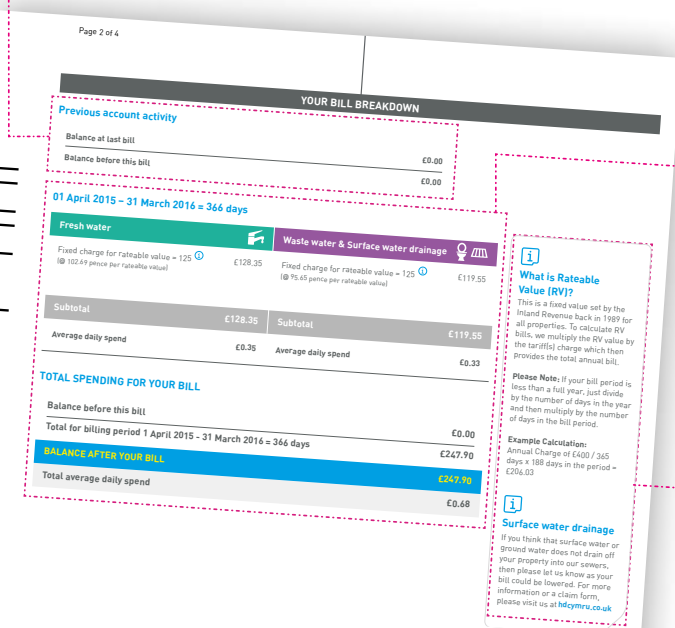 Page 2 of 4
YOUR BILL BREAKDOWN
Previous account activity
Balance at last bill £0.00
Balance before this bill £0.00
01 April 2015 – 31 March 2016 = 366 days
Fresh water
Fixed charge for rateable value = 125 i £128.35
(@ 102.69 pence per rateable value)
Subtotal £128.35
Average daily spend £0.35
Waste water & Surface water drainage
Fixed charge for rateable value = 125 i £119.55
(@ 95.65 pence per rateable value)
Subtotal £119.55
Average daily spend £0.33
TOTAL SPENDING FOR YOUR BILL
Balance before this bill £0.00
Total for billing period 1 April 2015 - 31 March 2016 = 366 days £247.90
BALANCE AFTER YOUR BILL £247.90
Total average daily spend £0.68
i
What is Rateable
Value (RV)?
This is a fixed value set by the
Inland Revenue back in 1989 for
all properties. To calculate RV
bills, we multiply the RV value by
the tariff(s) charge which then
provides the total annual bill.
Please Note: If your bill period is
less than a full year, just divide
by the number of days in the year
and then multiply by the number
of days in the bill period.
Example Calculation:
Annual Charge of £400 / 365
days x 188 days in the period =
£206.03
i
Surface water drainage
If you think that surface water or
ground water does not drain off
your property into our sewers,
then please let us know as your
bill could be lowered. For more
information or a claim form,
please visit us at hdcymru.co.uk